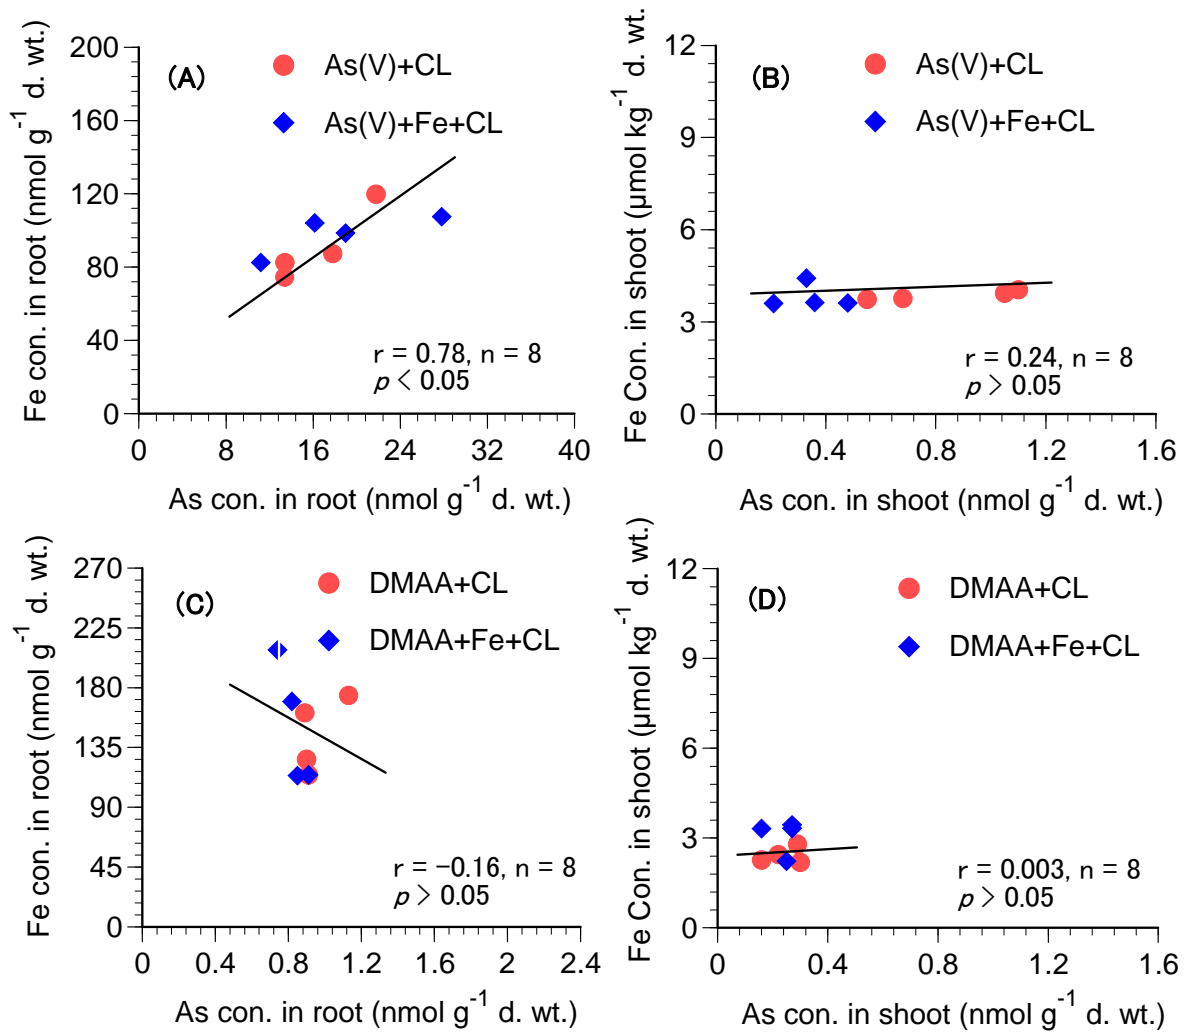 (A)
As(V)+CL
As(V)+Fe+CL
200
160
120
80
40
0
Fe con. in root (nmol g⁻¹ d. wt.)
r = 0.78, n = 8
p < 0.05
0 8 16 24 32 40
As con. in root (nmol g⁻¹ d. wt.)
(B)
As(V)+CL
As(V)+Fe+CL
12
9
6
3
0
Fe Con. in shoot (µmol kg⁻¹ d. wt.)
r = 0.24, n = 8
p > 0.05
0 0.4 0.8 1.2 1.6
As con. in shoot (nmol g⁻¹ d. wt.)
(C)
DMAA+CL
DMAA+Fe+CL
270
225
180
135
90
45
0
Fe con. in root (nmol g⁻¹ d. wt.)
r = −0.16, n = 8
p > 0.05
0 0.4 0.8 1.2 1.6 2 2.4
As con. in root (nmol g⁻¹ d. wt.)
(D)
DMAA+CL
DMAA+Fe+CL
12
9
6
3
0
Fe Con. in shoot (µmol kg⁻¹ d. wt.)
r = 0.003, n = 8
p > 0.05
0 0.4 0.8 1.2 1.6
As con. in shoot (nmol g⁻¹ d. wt.)